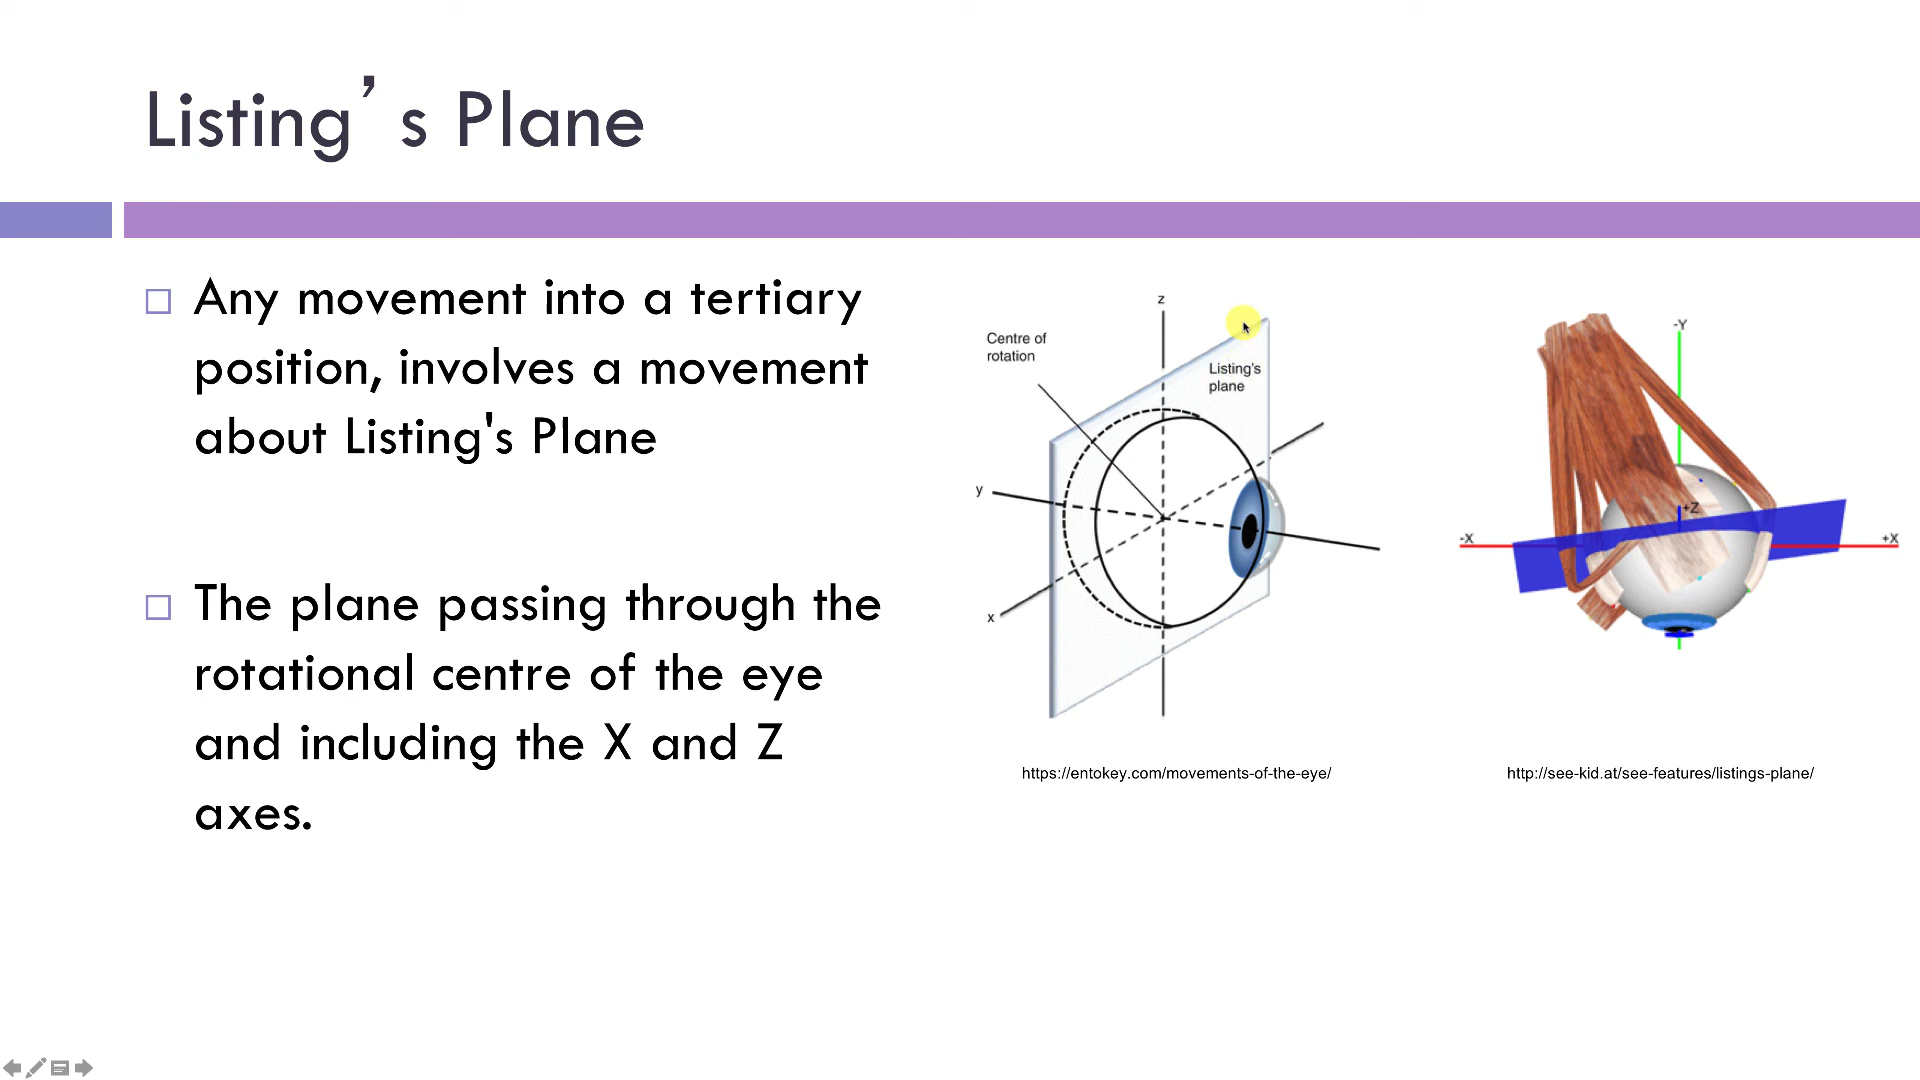 Listing’s Plane
Any movement into a tertiary
position, involves a movement
about Listing's Plane
The plane passing through the
rotational centre of the eye
and including the X and Z
axes.
z
Centre of
rotation
Listing's
plane
y
x
https://entokey.com/movements-of-the-eye/
-Y
+Z
-X
+X
http://see-kid.at/see-features/listings-plane/